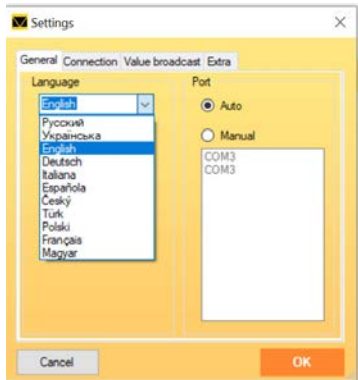 Settings
General Connection Value broadcast Extra
Language
English
Русский
Українська
English
Deutsch
Italiana
Española
Český
Türk
Polski
Français
Magyar
Port
Auto
Manual
COM3
COM3
Cancel
OK